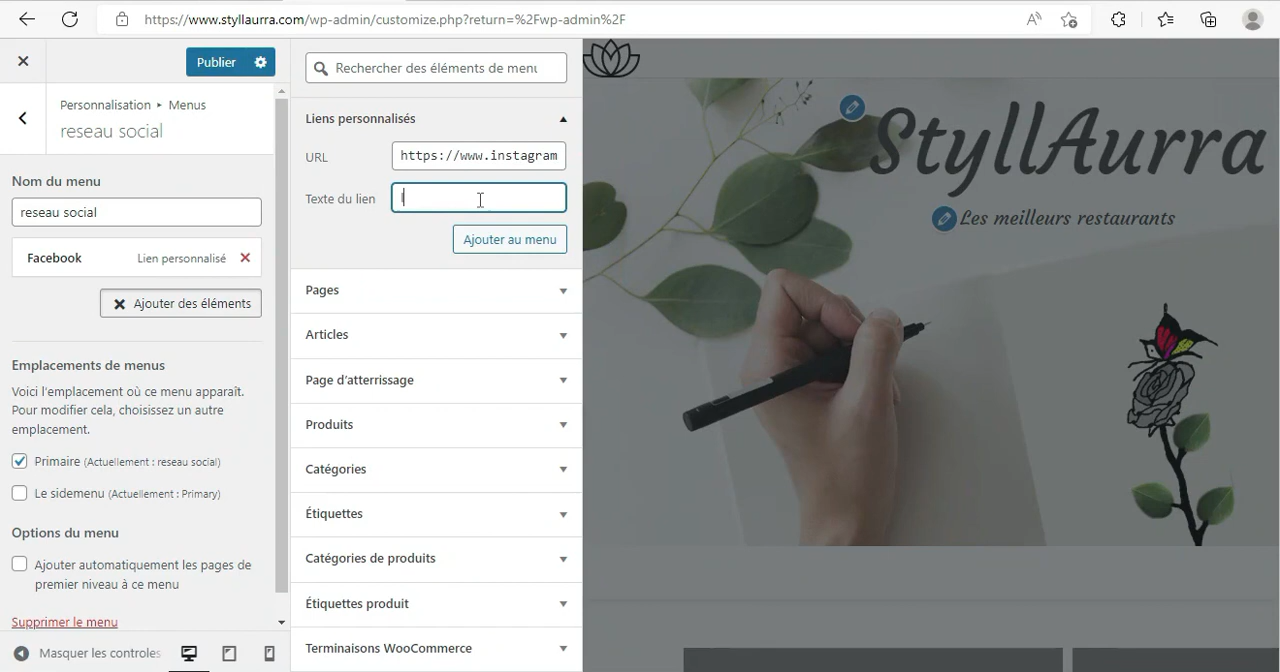 https://www.styllaurra.com/wp-admin/customize.php?return=%2Fwp-admin%2F
Publier
Personnalisation ▸ Menus
reseau social
Nom du menu
reseau social
Facebook Lien personnalisé
Ajouter des éléments
Emplacements de menus
Voici l'emplacement où ce menu apparaît.
Pour modifier cela, choisissez un autre
emplacement.
Primaire (Actuellement : reseau social)
Le sidemenu (Actuellement : Primary)
Options du menu
Ajouter automatiquement les pages de
premier niveau à ce menu
Supprimer le menu
Masquer les controles
Rechercher des éléments de menu
Liens personnalisés
URL https://www.instagram
Texte du lien I
Ajouter au menu
Pages
Articles
Page d’atterrissage
Produits
Catégories
Étiquettes
Catégories de produits
Étiquettes produit
Terminaisons WooCommerce
StyllAurra
Les meilleurs restaurants